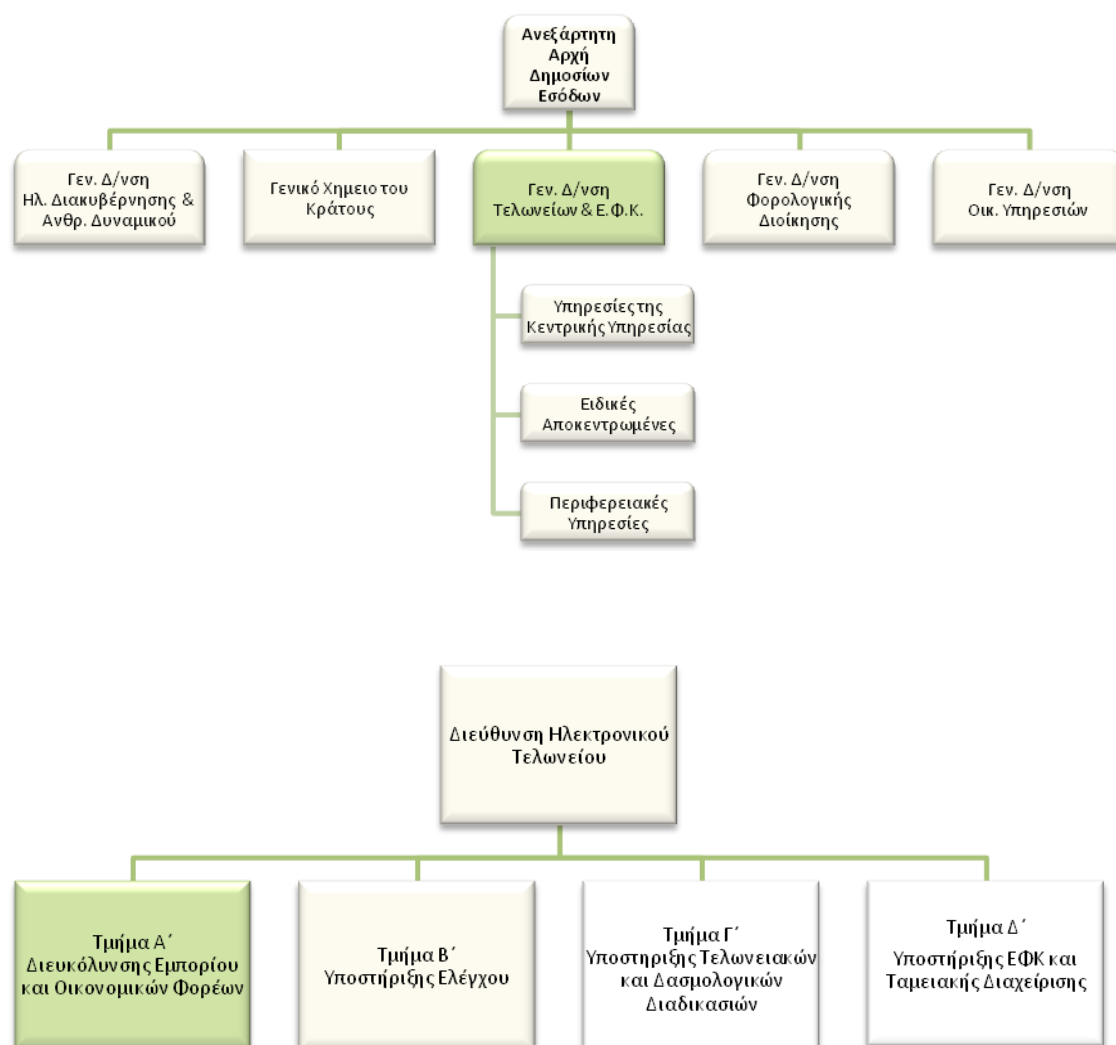 Ανεξάρτητη
Αρχή
Δημοσίων
Εσόδων
Γεν. Δ/νση
Ηλ. Διακυβέρνησης &
Ανθρ. Δυναμικού
Γενικό Χημειο του
Κράτους
Γεν. Δ/νση
Τελωνείων & Ε.Φ.Κ.
Γεν. Δ/νση
Φορολογικής
Διοίκησης
Γεν. Δ/νση
Οικ. Υπηρεσιών
Υπηρεσίες της
Κεντρικής Υπηρεσίας
Ειδικές
Αποκεντρωμένες
Περιφερειακές
Υπηρεσίες
Διεύθυνση Ηλεκτρονικού
Τελωνείου
Τμήμα Α΄
Διευκόλυνσης Εμπορίου
και Οικονομικών Φορέων
Τμήμα Β΄
Υποστήριξης Ελέγχου
Τμήμα Γ΄
Υποστηριξης Τελωνειακών
και Δασμολογικών
Διαδικασιών
Τμήμα Δ΄
Υποστήριξης ΕΦΚ και
Ταμειακής Διαχείρισης